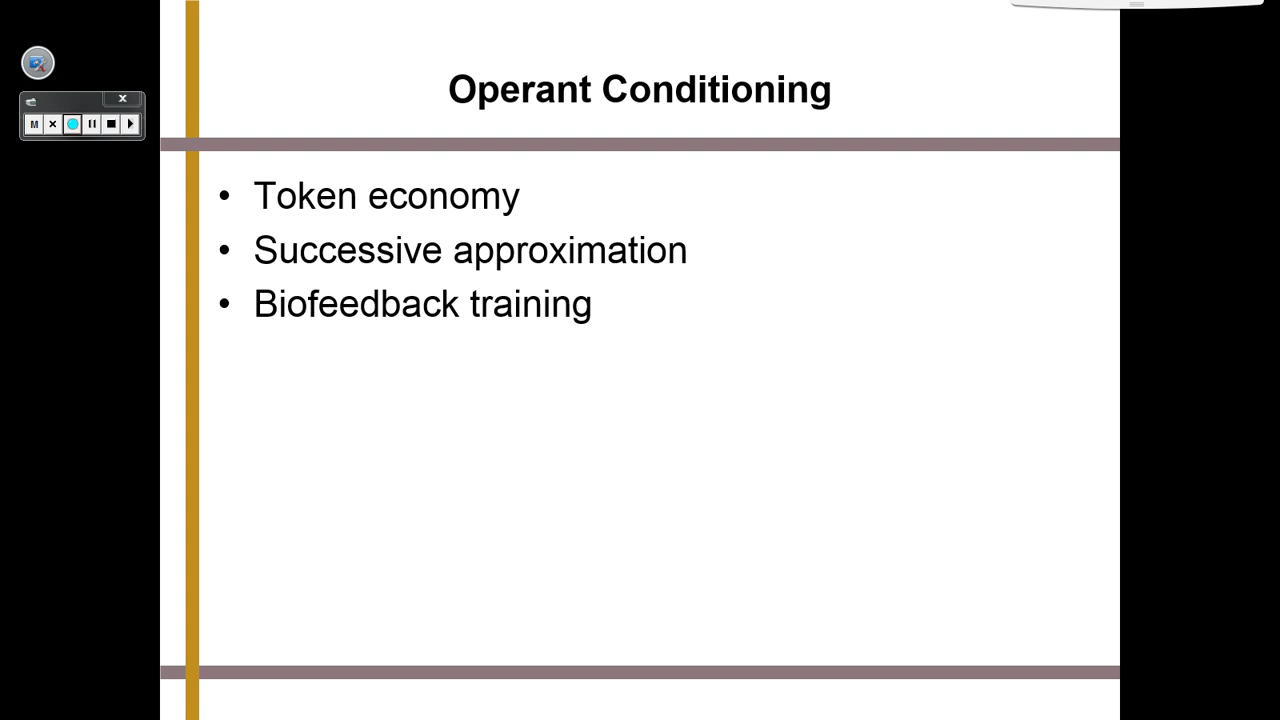 Operant Conditioning
x
M
• Token economy
• Successive approximation
• Biofeedback training